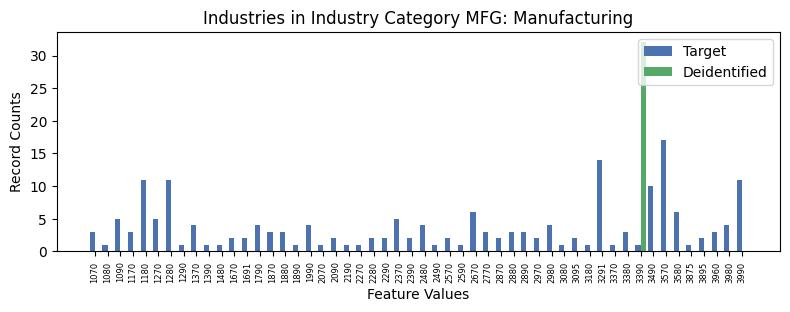 Industries in Industry Category MFG: Manufacturing
Target
Deidentified
Record Counts
30
25
20
15
10
5
0
1070 1080 1090 1170 1180 1270 1280 1290 1370 1390 1480 1670 1691 1790 1870 1880 1890 1990 2070 2090 2190 2270 2280 2290 2370 2390 2480 2490 2570 2590 2670 2770 2870 2880 2890 2970 2980 3080 3095 3180 3291 3370 3380 3390 3490 3570 3580 3875 3895 3960 3980 3990
Feature Values